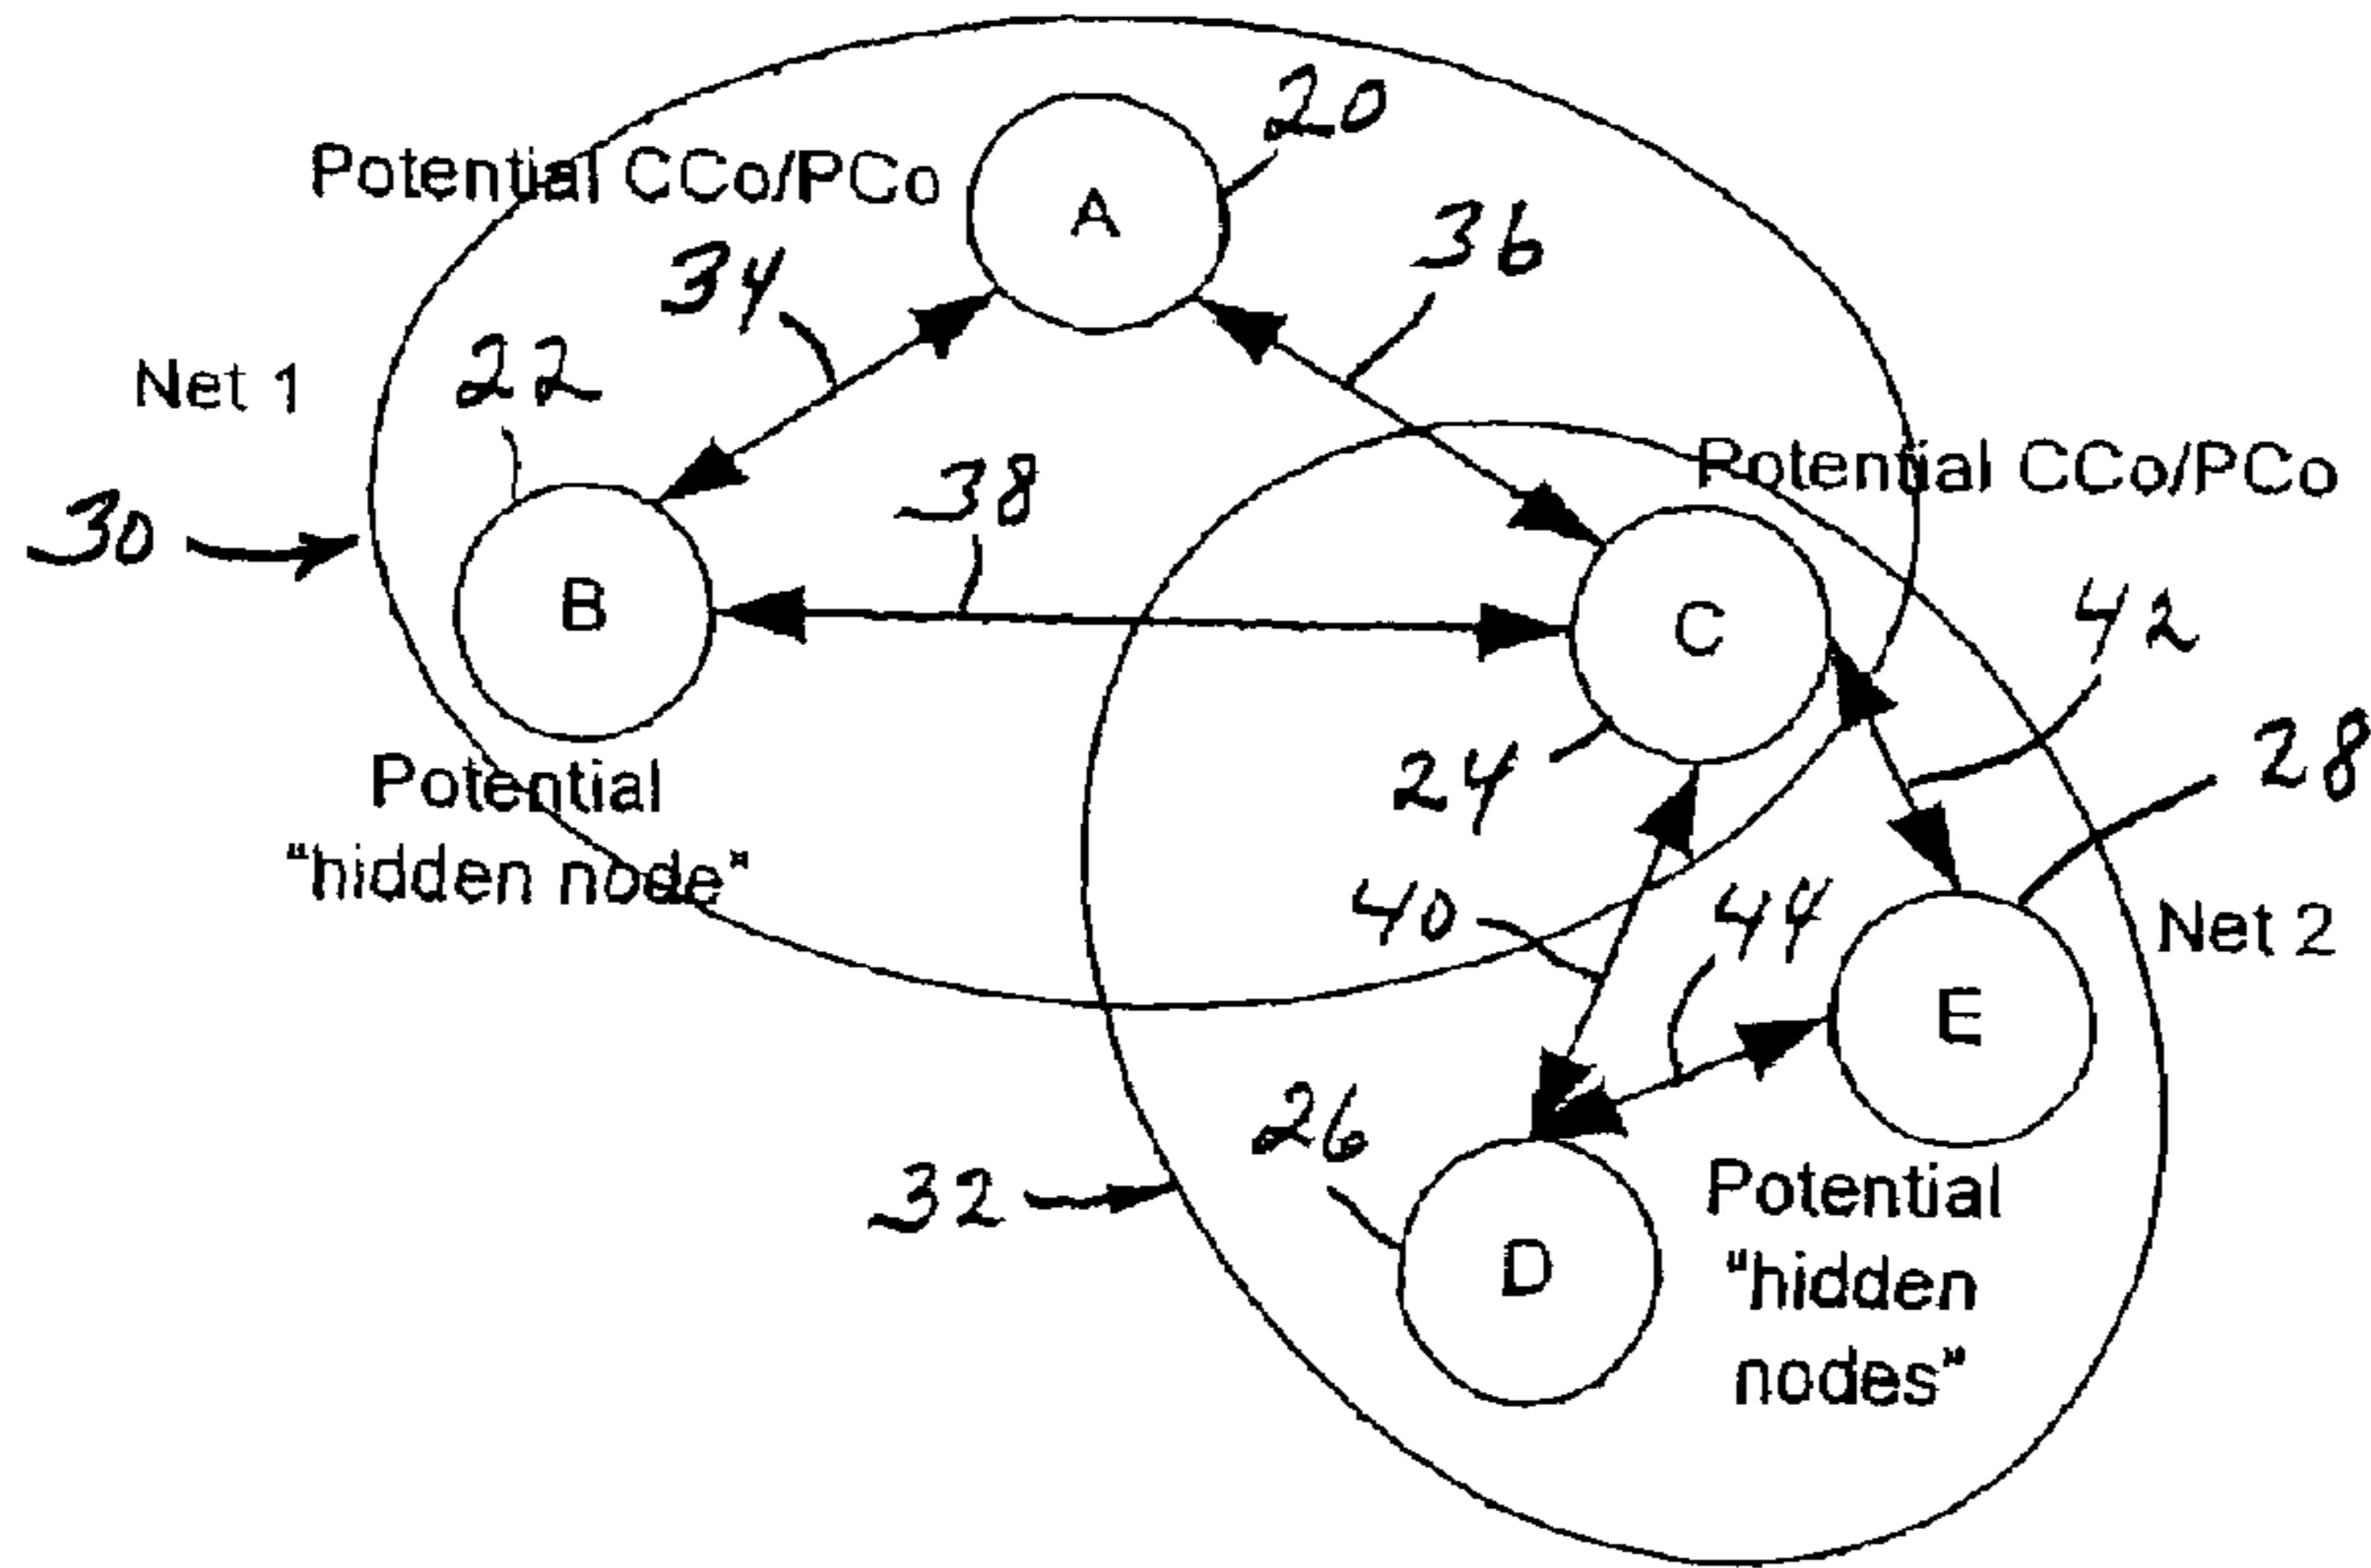 20
Potential CCo/PCo
A
36
34
Net 1
22
Potential CCo/PCo
38
30
B
C
42
28
Potential
"hidden node"
24
40
44
Net 2
E
26
32
D
Potential
"hidden
nodes"